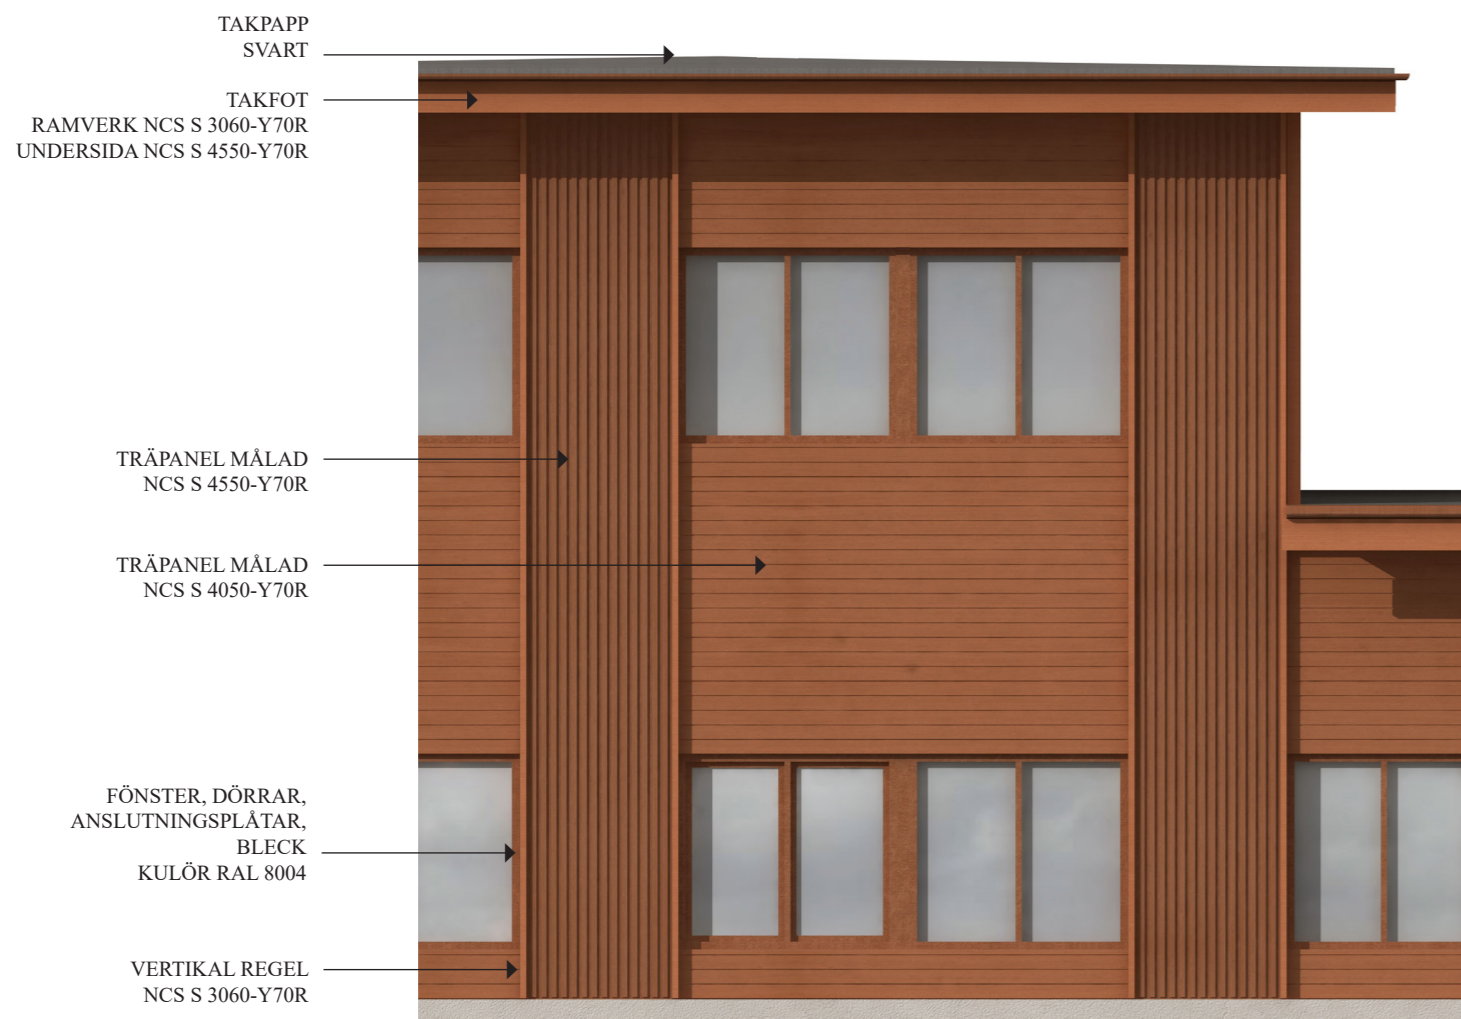 TAKPAPP
SVART
TAKFOT
RAMVERK NCS S 3060-Y70R
UNDERSIDA NCS S 4550-Y70R
TRÄPANEL MÅLAD
NCS S 4550-Y70R
TRÄPANEL MÅLAD
NCS S 4050-Y70R
FÖNSTER, DÖRRAR,
ANSLUTNINGSPLÅTAR,
BLECK
KULÖR RAL 8004
VERTIKAL REGEL
NCS S 3060-Y70R